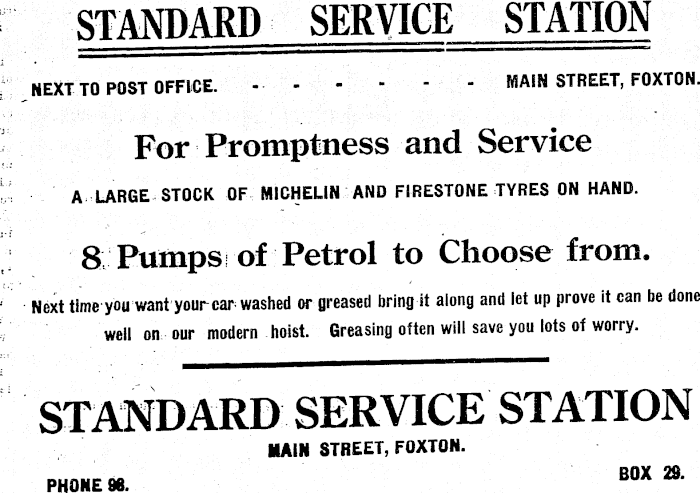 STANDARD SERVICE STATION
NEXT TO POST OFFICE. - - - - - - MAIN STREET, FOXTON.
For Promptness and Service
A LARGE STOCK OF MICHELIN AND FIRESTONE TYRES ON HAND.
8 Pumps of Petrol to Choose from.
Next time you want your car washed or greased bring it along and let up prove it can be done
well on our modern hoist. Greasing often will save you lots of worry.
STANDARD SERVICE STATION
MAIN STREET, FOXTON.
PHONE 98.
BOX 29.